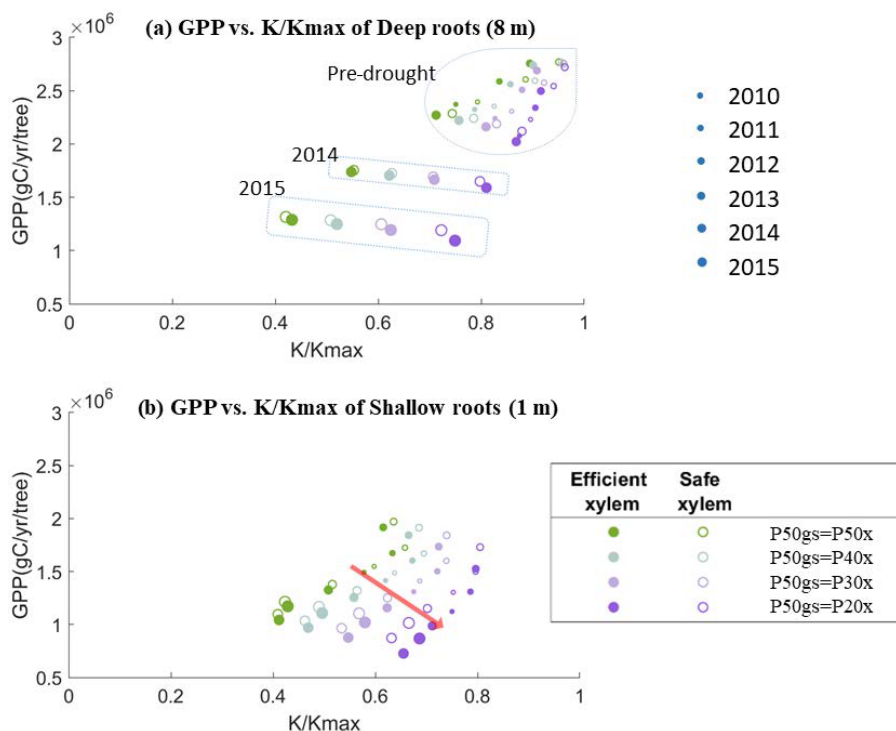 (a) GPP vs. K/Kmax of Deep roots (8 m)
3 × 10⁶
2.5
2
1.5
1
0.5
GPP(gC/yr/tree)
Pre-drought
2014
2015
0 0.2 0.4 0.6 0.8 1
K/Kmax
2010
2011
2012
2013
2014
2015
(b) GPP vs. K/Kmax of Shallow roots (1 m)
3 × 10⁶
2.5
2
1.5
1
0.5
GPP(gC/yr/tree)
0 0.2 0.4 0.6 0.8 1
K/Kmax
Efficient Safe
xylem xylem
P50gs=P50x
P50gs=P40x
P50gs=P30x
P50gs=P20x